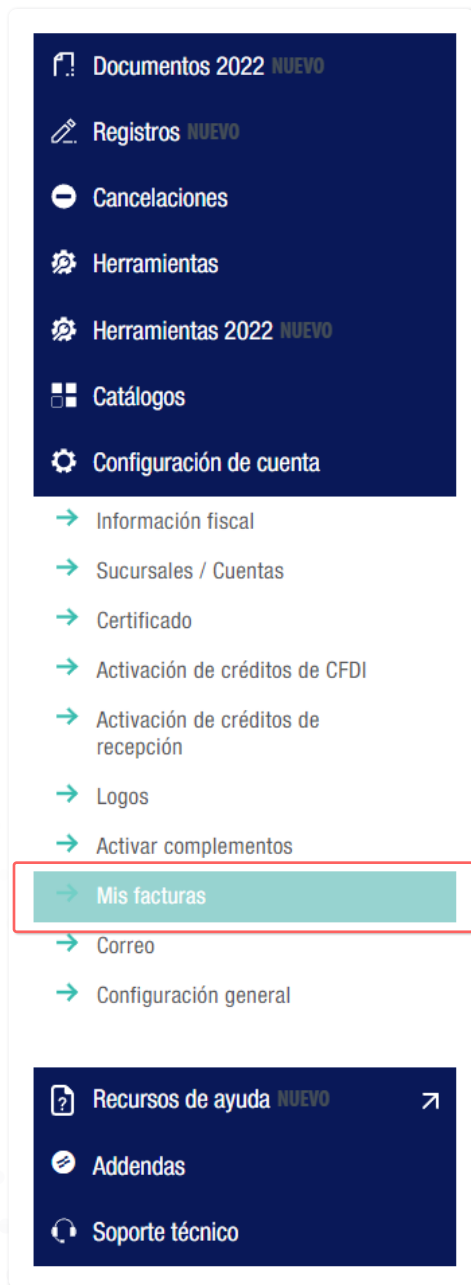 Documentos 2022 NUEVO
Registros NUEVO
Cancelaciones
Herramientas
Herramientas 2022 NUEVO
Catálogos
Configuración de cuenta
Información fiscal
Sucursales / Cuentas
Certificado
Activación de créditos de CFDI
Activación de créditos de
recepción
Logos
Activar complementos
Mis facturas
Correo
Configuración general
Recursos de ayuda NUEVO
Addendas
Soporte técnico